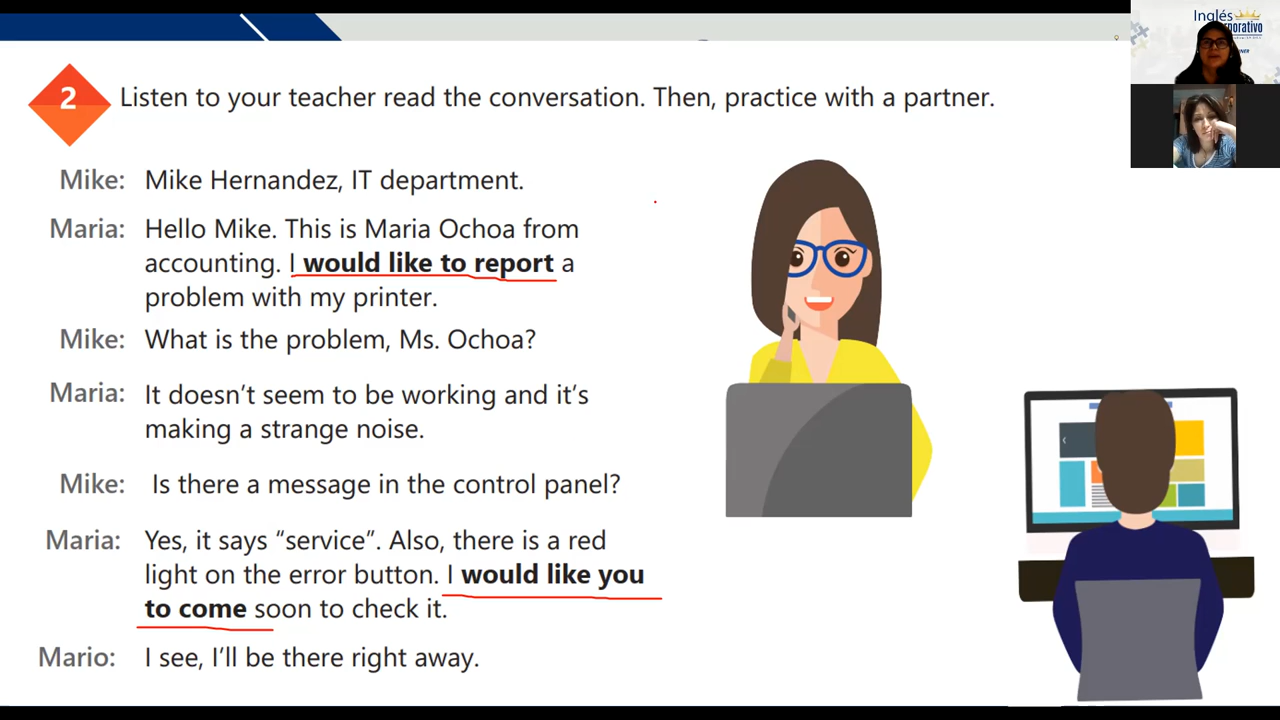 Inglés
2
Listen to your teacher read the conversation. Then, practice with a partner.
Mike: Mike Hernandez, IT department.
Maria: Hello Mike. This is Maria Ochoa from
accounting. I would like to report a
problem with my printer.
Mike: What is the problem, Ms. Ochoa?
Maria: It doesn’t seem to be working and it’s
making a strange noise.
Mike: Is there a message in the control panel?
Maria: Yes, it says “service”. Also, there is a red
light on the error button. I would like you
to come soon to check it.
Mario: I see, I’ll be there right away.